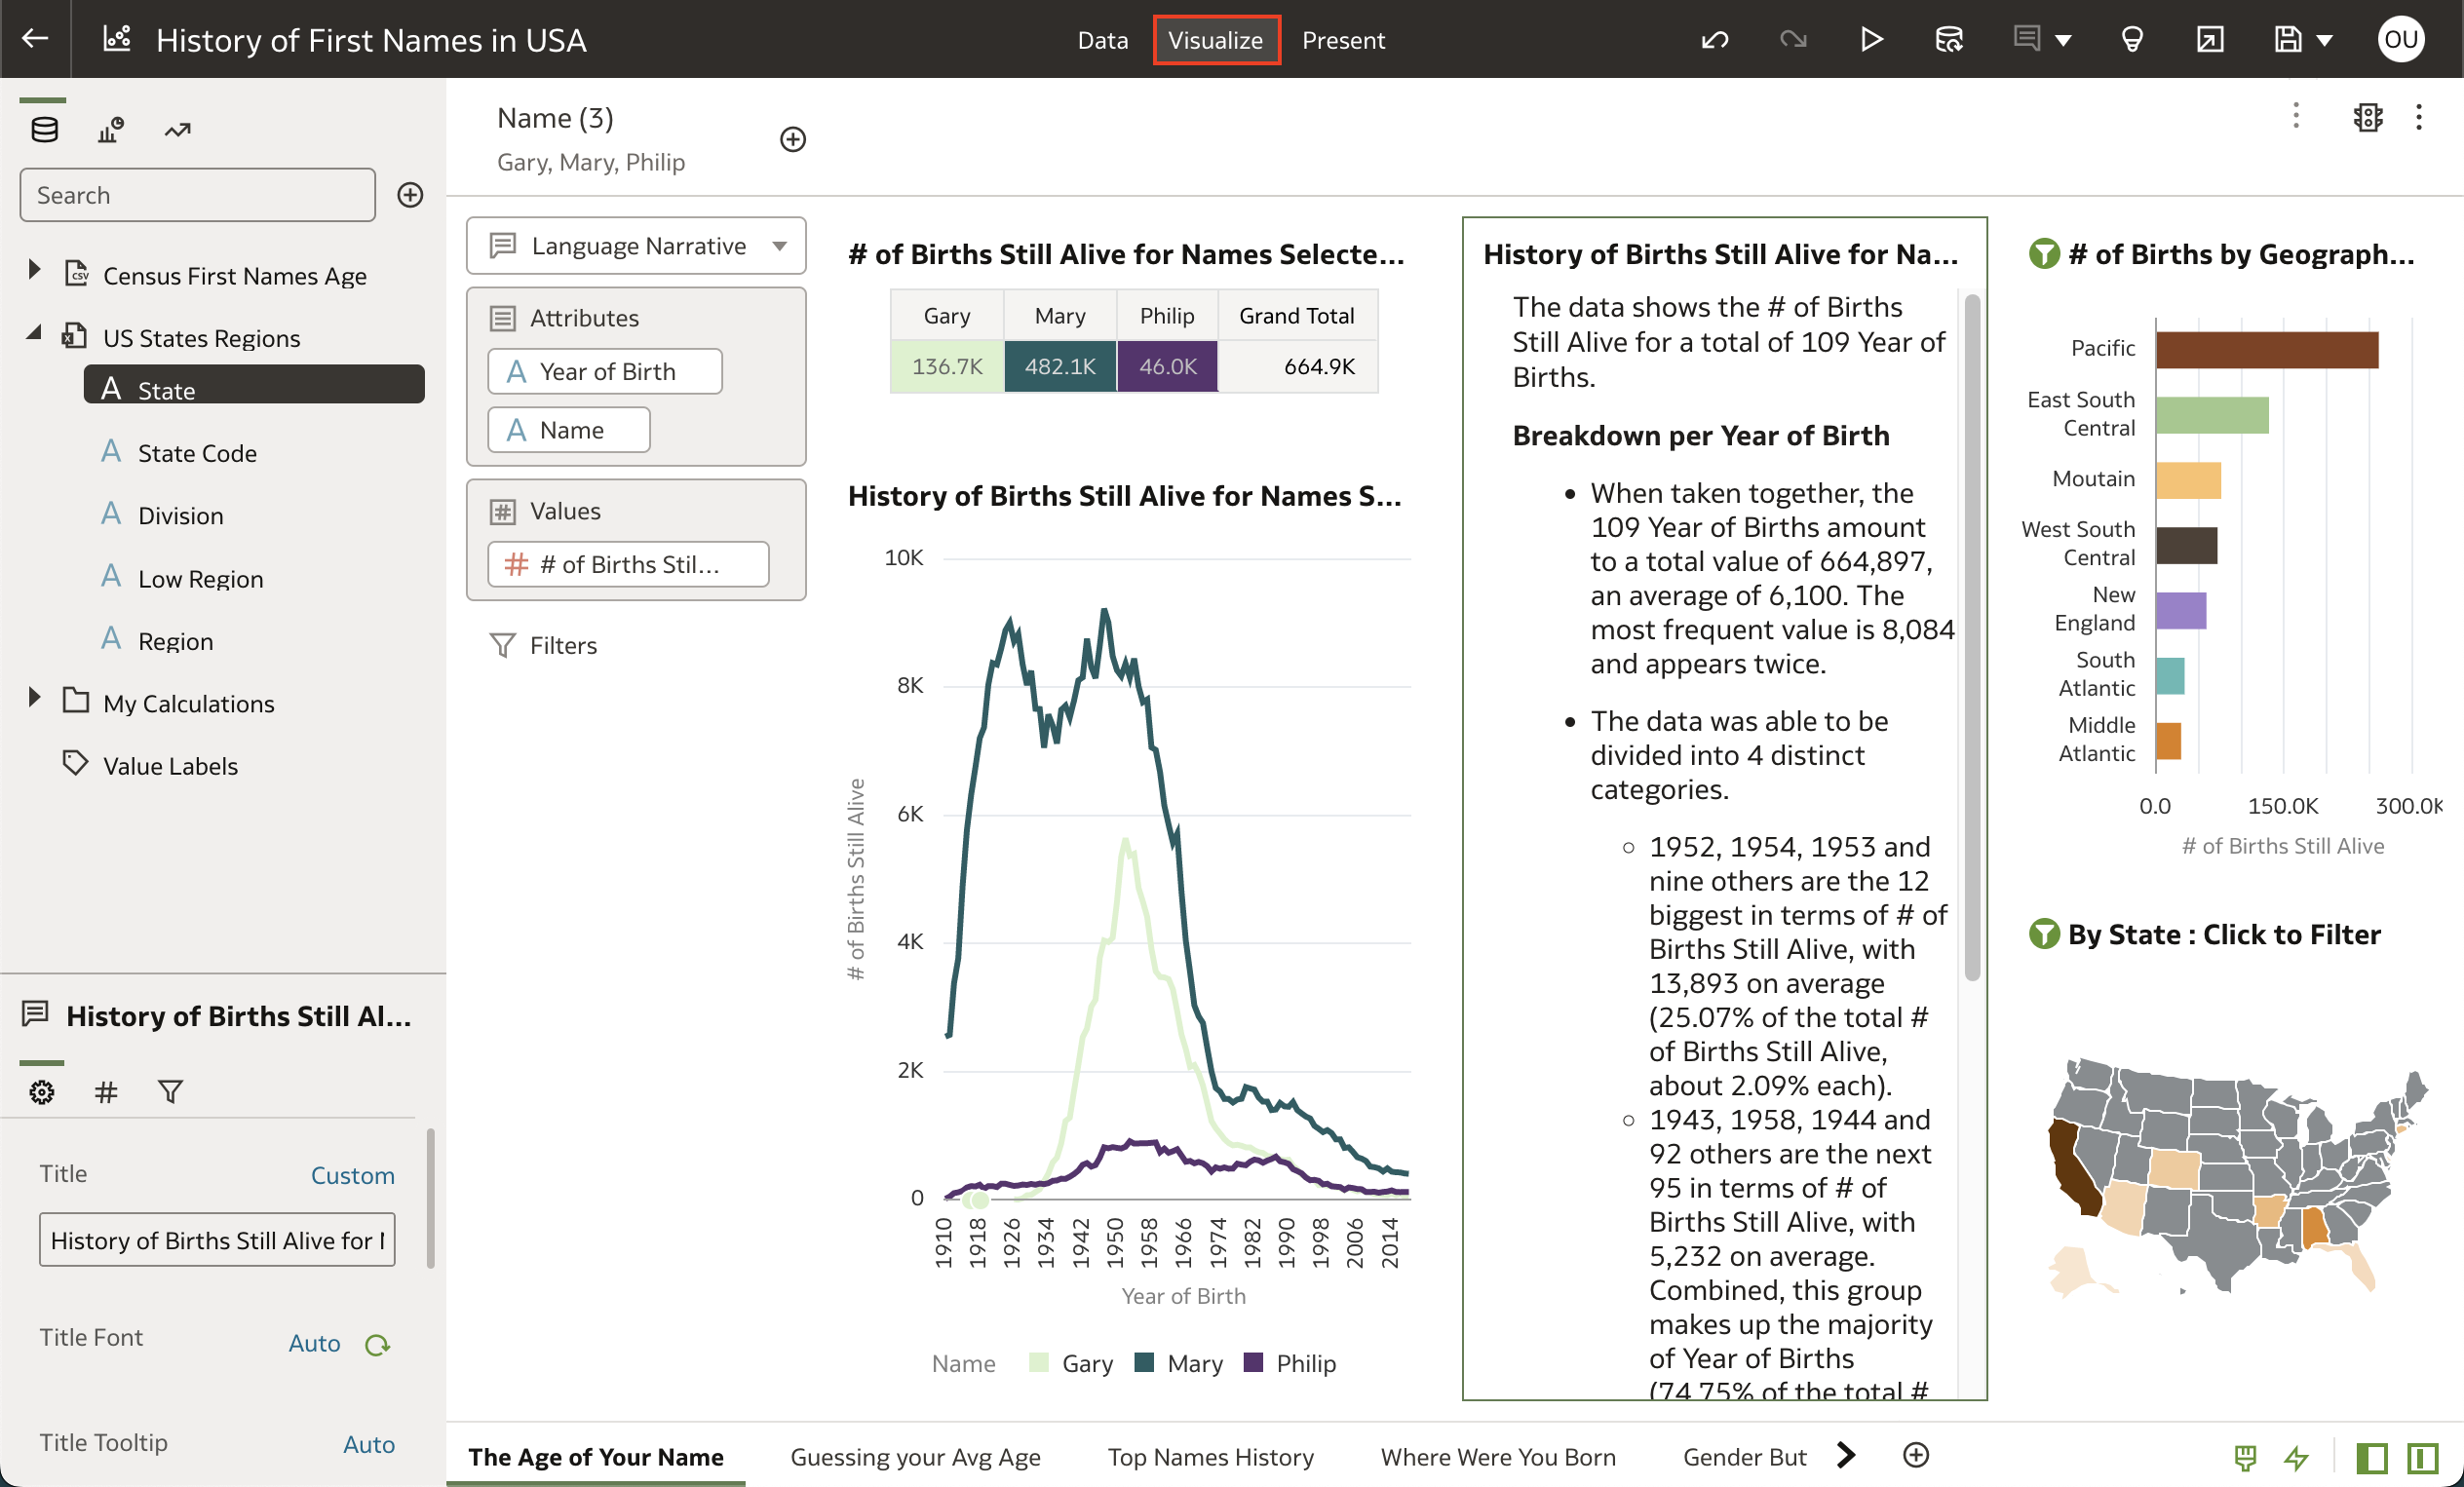 History of First Names in USA
Data
Visualize
Present
OU
Search
Census First Names Age
US States Regions
State
State Code
Division
Low Region
Region
My Calculations
Value Labels
History of Births Still Al...
Title
Custom
History of Births Still Alive for
Title Font
Auto
Title Tooltip
Auto
Name (3)
Gary, Mary, Philip
Language Narrative
Attributes
A Year of Birth
A Name
Values
# # of Births Stil...
Filters
# of Births Still Alive for Names Selecte...
Gary Mary Philip Grand Total
136.7K 482.1K 46.0K 664.9K
History of Births Still Alive for Names S...
# of Births Still Alive
10K
8K
6K
4K
2K
0
1910 1918 1926 1934 1942 1950 1958 1966 1974 1982 1990 1998 2006 2014
Year of Birth
Name Gary Mary Philip
History of Births Still Alive for Na...
The data shows the # of Births
Still Alive for a total of 109 Year of
Births.
Breakdown per Year of Birth
• When taken together, the
109 Year of Births amount
to a total value of 664,897,
an average of 6,100. The
most frequent value is 8,084
and appears twice.
• The data was able to be
divided into 4 distinct
categories.
○ 1952, 1954, 1953 and
nine others are the 12
biggest in terms of # of
Births Still Alive, with
13,893 on average
(25.07% of the total #
of Births Still Alive,
about 2.09% each).
○ 1943, 1958, 1944 and
92 others are the next
95 in terms of # of
Births Still Alive, with
5,232 on average.
Combined, this group
makes up the majority
of Year of Births
(74.75% of the total #
# of Births by Geograph...
Pacific
East South
Central
Moutain
West South
Central
New
England
South
Atlantic
Middle
Atlantic
0.0 150.0K 300.0K
# of Births Still Alive
By State : Click to Filter
The Age of Your Name
Guessing your Avg Age
Top Names History
Where Were You Born
Gender But